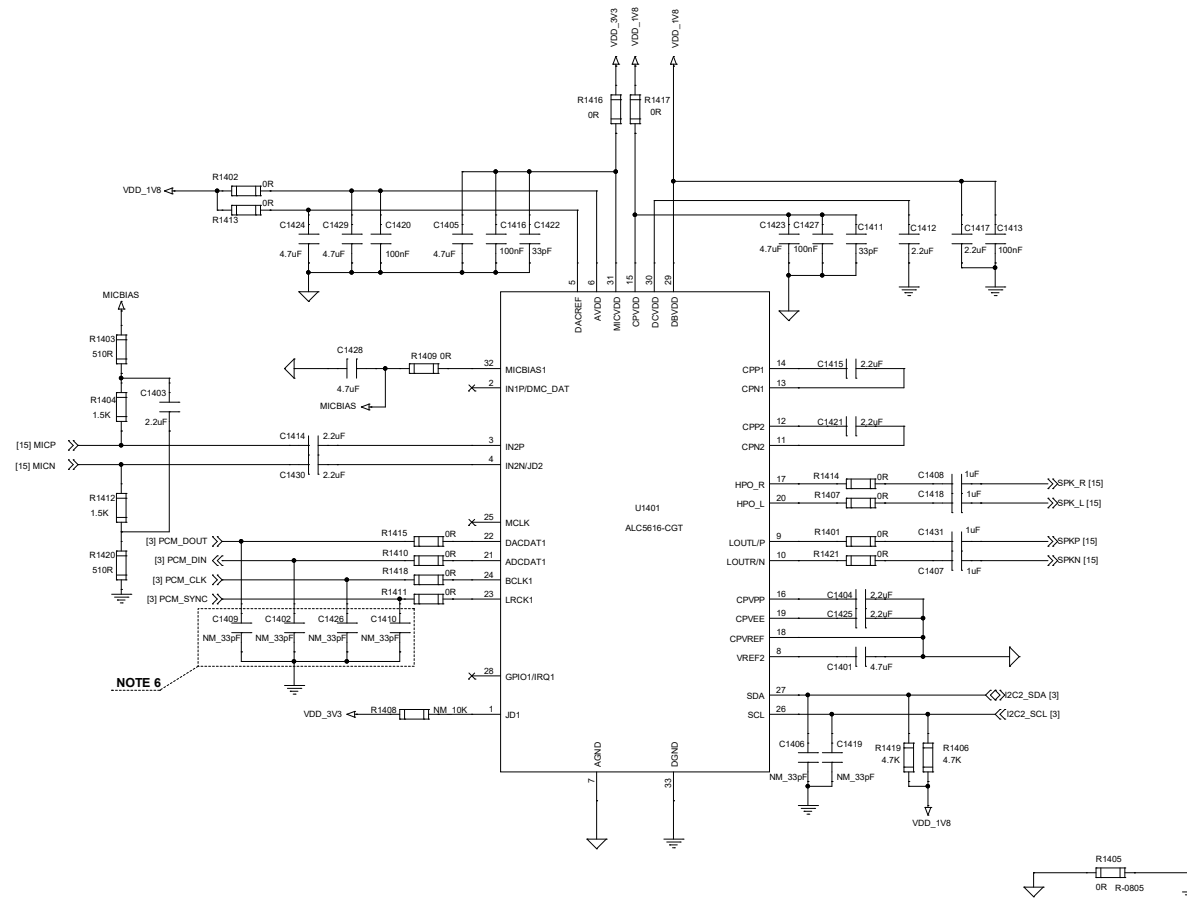 VDD_3V3
VDD_1V8
VDD_1V8
R1416
0R
R1417
0R
R1402
0R
VDD_1V8
R1413
0R
C1424
4.7uF
C1429
4.7uF
C1420
100nF
C1405
4.7uF
C1416
100nF
C1422
33pF
C1423
4.7uF
C1427
100nF
C1411
33pF
C1412
2.2uF
C1417
2.2uF
C1413
100nF
5
6
31
15
30
29
DACREF
AVDD
MICVDD
CPVDD
DCVDD
DBVDD
MICBIAS
R1403
510R
R1404
1.5K
C1403
2.2uF
C1428
4.7uF
R1409 0R
MICBIAS
32
MICBIAS1
2
IN1P/DMC_DAT
[15] MICP
C1414
2.2uF
3
IN2P
[15] MICN
C1430
2.2uF
4
IN2N/JD2
R1412
1.5K
R1420
510R
25
MCLK
[3] PCM_DOUT
R1415
0R
22
DACDAT1
[3] PCM_DIN
R1410
0R
21
ADCDAT1
[3] PCM_CLK
R1418
0R
24
BCLK1
[3] PCM_SYNC
R1411
0R
23
LRCK1
C1409
NM_33pF
C1402
NM_33pF
C1426
NM_33pF
C1410
NM_33pF
NOTE 6
28
GPIO1/IRQ1
VDD_3V3
R1408
NM_10K
1
JD1
U1401
ALC5616-CGT
AGND
7
DGND
33
CPP1
14
C1415
2.2uF
CPN1
13
CPP2
12
C1421
2.2uF
CPN2
11
HPO_R
17
R1414
0R
C1408
1uF
SPK_R [15]
HPO_L
20
R1407
0R
C1418
1uF
SPK_L [15]
LOUTL/P
9
R1401
0R
C1431
1uF
SPKP [15]
LOUTR/N
10
R1421
0R
C1407
1uF
SPKN [15]
CPVPP
16
C1404
2.2uF
CPVEE
19
C1425
2.2uF
CPVREF
18
VREF2
8
C1401
4.7uF
SDA
27
I2C2_SDA [3]
SCL
26
I2C2_SCL [3]
C1406
NM_33pF
C1419
NM_33pF
R1419
4.7K
R1406
4.7K
VDD_1V8
R1405
0R R-0805